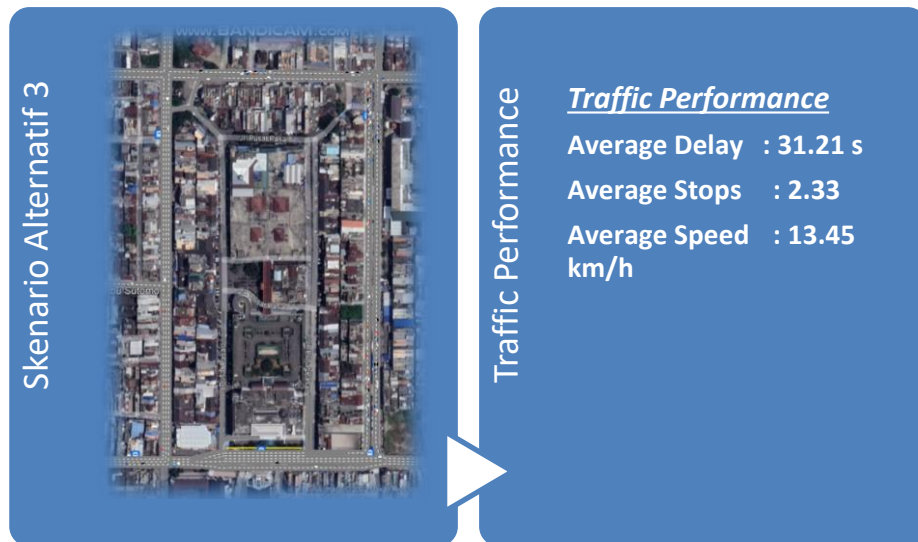 Skenario Alternatif 3
www.BANDICAM.com
Traffic Performance
Traffic Performance
Average Delay : 31.21 s
Average Stops : 2.33
Average Speed : 13.45
km/h